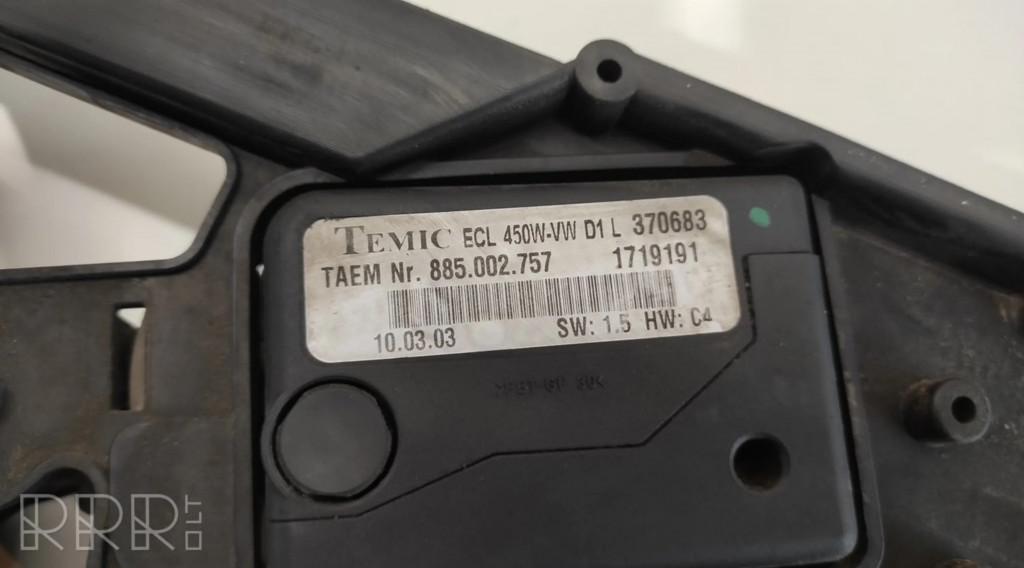 TEMIC ECL 450W-VW D1 L 370683
TAEM Nr. 885.002.757 1719191
10.03.03 SW: 1.5 HW: C4
RRR.LT